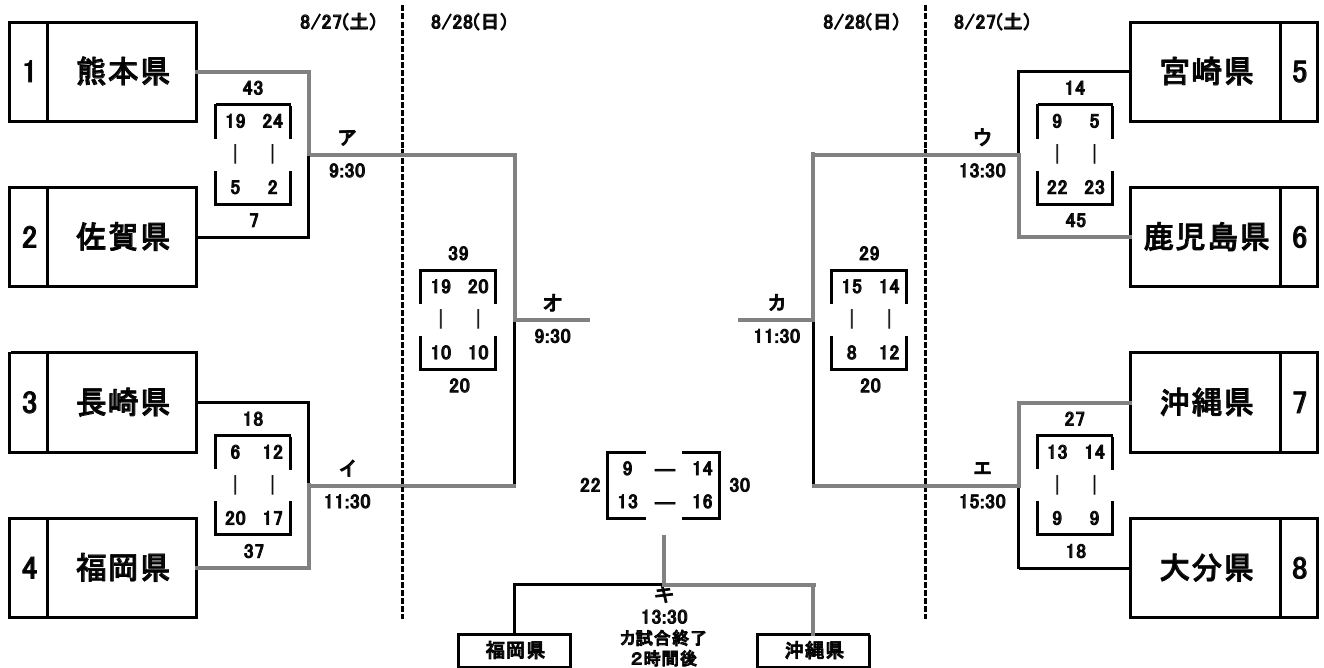 8/27(土)
8/28(日)
8/28(日)
8/27(土)
1 熊本県
43
19 24
| |
5 2
7
ア
9:30
2 佐賀県
3 長崎県
18
6 12
| |
20 17
37
イ
11:30
4 福岡県
39
19 20
| |
10 10
20
オ
9:30
宮崎県 5
14
9 5
| |
22 23
45
ウ
13:30
鹿児島県 6
29
15 14
| |
8 12
20
カ
11:30
沖縄県 7
27
13 14
| |
9 9
18
エ
15:30
大分県 8
22
9 — 14
13 — 16
30
キ
13:30
カ試合終了
2時間後
福岡県
沖縄県